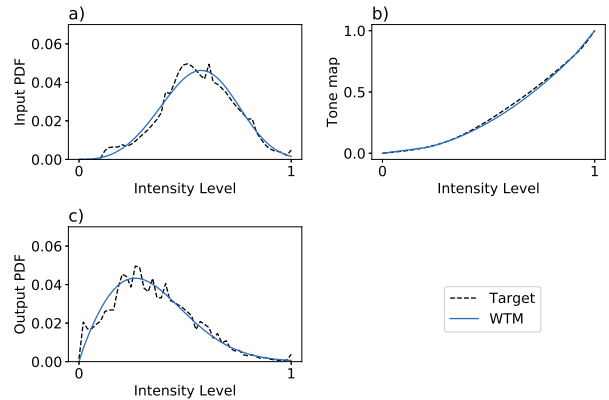 a)
Input PDF
0.06
0.04
0.02
0.00
0
1
Intensity Level
b)
Tone map
1.0
0.5
0.0
0
1
Intensity Level
c)
Output PDF
0.06
0.04
0.02
0.00
0
1
Intensity Level
Target
WTM